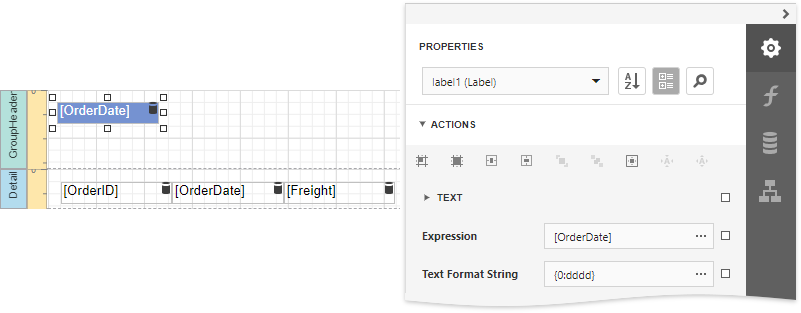 GroupHeader
[OrderDate]
Detail
[OrderID] [OrderDate] [Freight]
PROPERTIES
label1 (Label)
A
Z
ACTIONS
TEXT
Expression [OrderDate] ...
Text Format String {0:dddd} ...